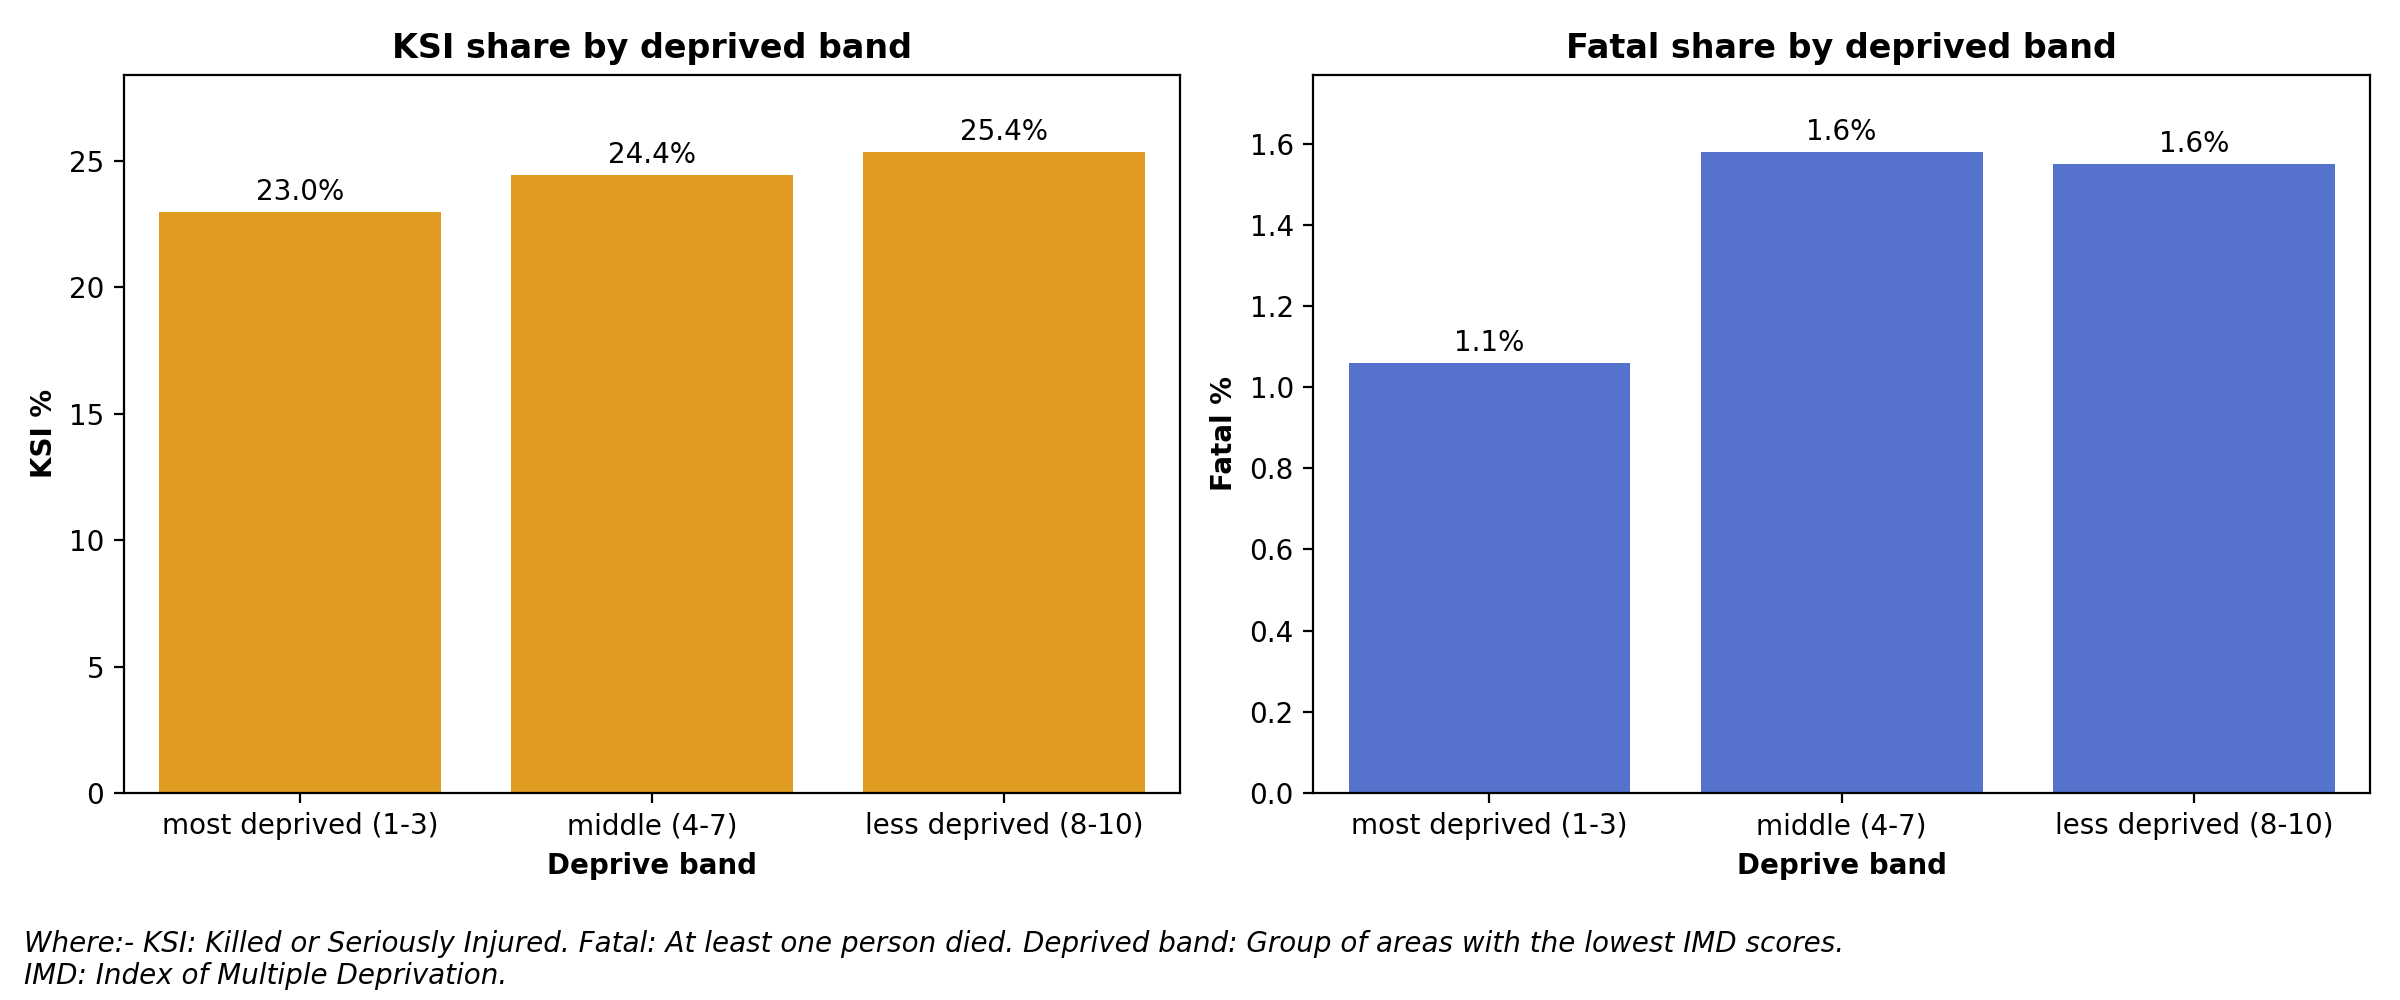 KSI share by deprived band
KSI %
25
20
15
10
5
0
23.0%
24.4%
25.4%
most deprived (1-3)
middle (4-7)
less deprived (8-10)
Deprive band
Fatal share by deprived band
Fatal %
1.6
1.4
1.2
1.0
0.8
0.6
0.4
0.2
0.0
1.1%
1.6%
1.6%
most deprived (1-3)
middle (4-7)
less deprived (8-10)
Deprive band
Where:- KSI: Killed or Seriously Injured. Fatal: At least one person died. Deprived band: Group of areas with the lowest IMD scores.
IMD: Index of Multiple Deprivation.